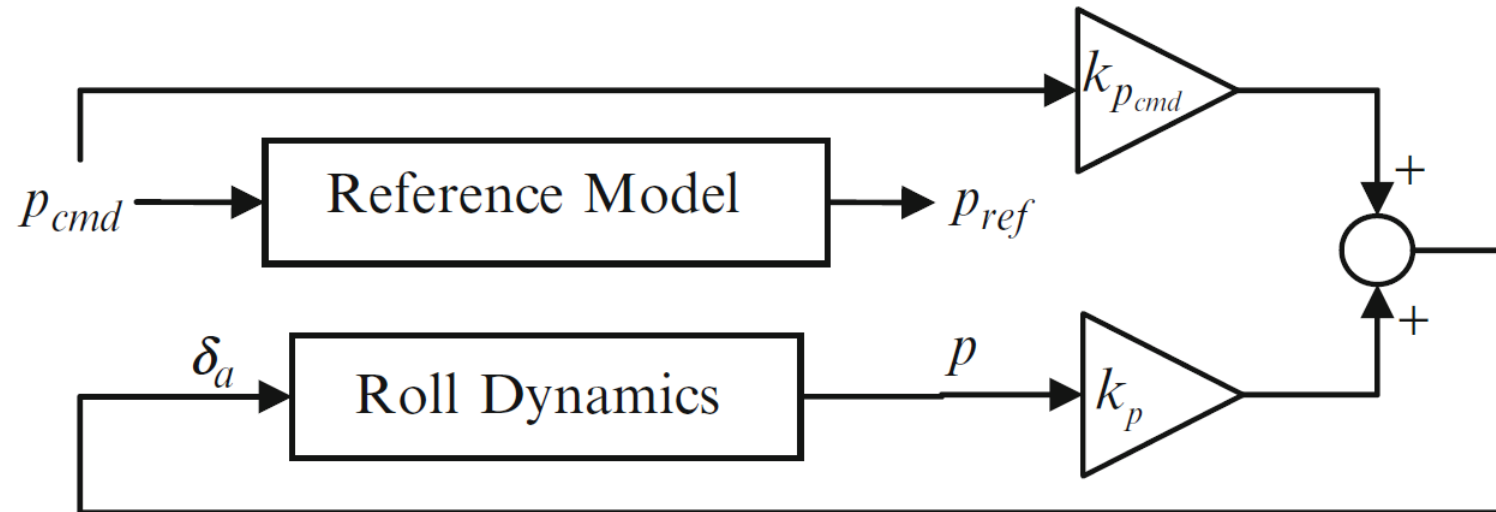 k_{p_{cmd}}
+
p_{cmd} Reference Model p_{ref}
+
δ_a Roll Dynamics p k_p